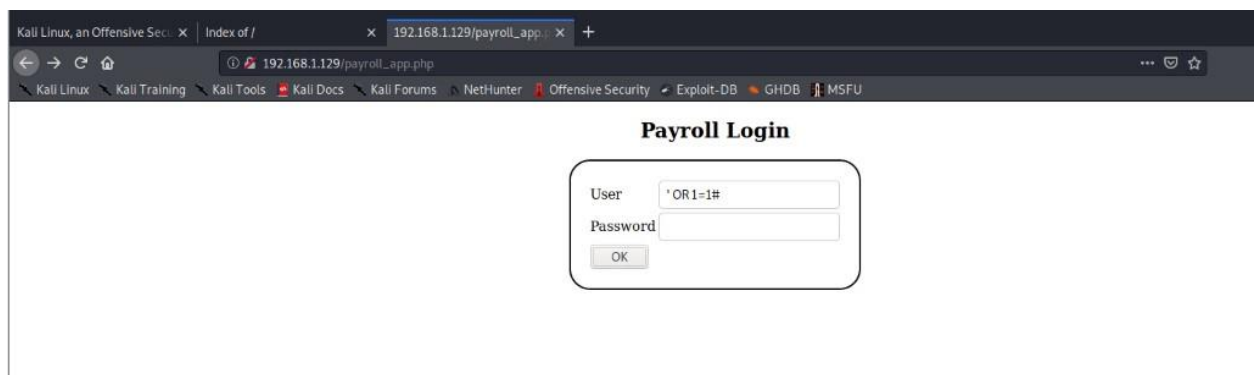 Kali Linux, an Offensive Sec
Index of /
192.168.1.129/payroll_app.p
192.168.1.129/payroll_app.php
Kali Linux Kali Training Kali Tools Kali Docs Kali Forums NetHunter Offensive Security Exploit-DB GHDB MSFU
Payroll Login
User ' OR 1=1#
Password
OK